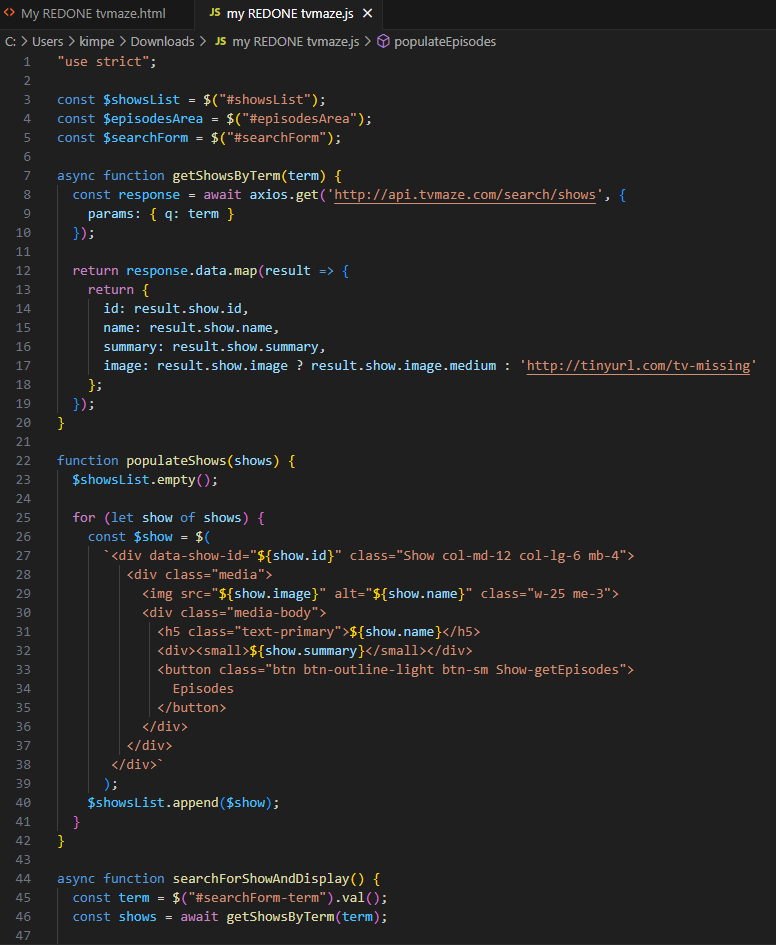 My REDONE tvmaze.html JS my REDONE tvmaze.js
C: > Users > kimpe > Downloads > JS my REDONE tvmaze.js > populateEpisodes
1 "use strict";
2
3 const $showsList = $("#showsList");
4 const $episodesArea = $("#episodesArea");
5 const $searchForm = $("#searchForm");
6
7 async function getShowsByTerm(term) {
8   const response = await axios.get('http://api.tvmaze.com/search/shows', {
9     params: { q: term }
10   });
11
12   return response.data.map(result => {
13     return {
14       id: result.show.id,
15       name: result.show.name,
16       summary: result.show.summary,
17       image: result.show.image ? result.show.image.medium : 'http://tinyurl.com/tv-missing'
18     };
19   });
20 }
21
22 function populateShows(shows) {
23   $showsList.empty();
24
25   for (let show of shows) {
26     const $show = $(
27       `<div data-show-id="${show.id}" class="Show col-md-12 col-lg-6 mb-4">
28          <div class="media">
29            <img src="${show.image}" alt="${show.name}" class="w-25 me-3">
30            <div class="media-body">
31              <h5 class="text-primary">${show.name}</h5>
32              <div><small>${show.summary}</small></div>
33              <button class="btn btn-outline-light btn-sm Show-getEpisodes">
34                Episodes
35              </button>
36            </div>
37          </div>
38        </div>`
39       );
40     $showsList.append($show);
41   }
42 }
43
44 async function searchForShowAndDisplay() {
45   const term = $("#searchForm-term").val();
46   const shows = await getShowsByTerm(term);
47